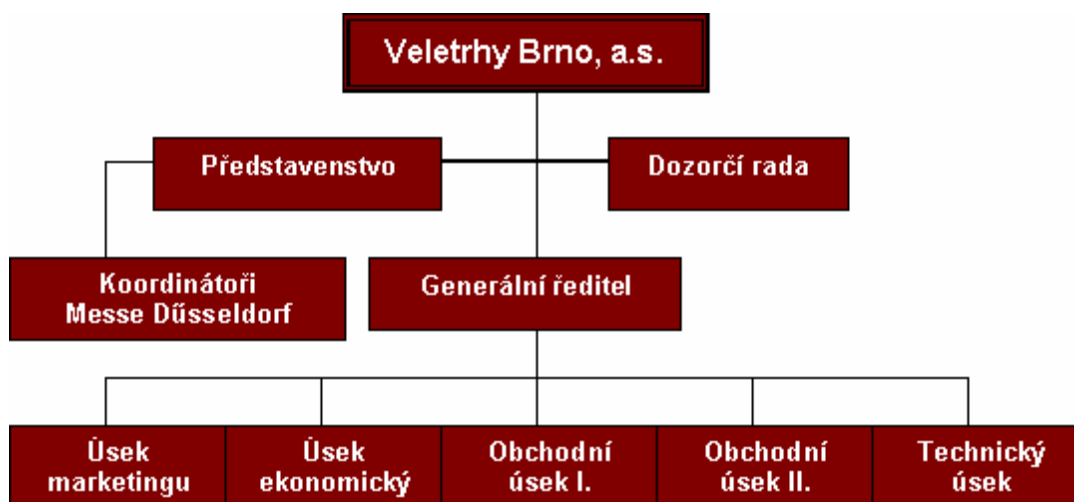 Veletrhy Brno, a.s.
Představenstvo
Dozorčí rada
Koordinátoři
Messe Dűsseldorf
Generální ředitel
Úsek
marketingu
Úsek
ekonomický
Obchodní
úsek I.
Obchodní
úsek II.
Technický
úsek